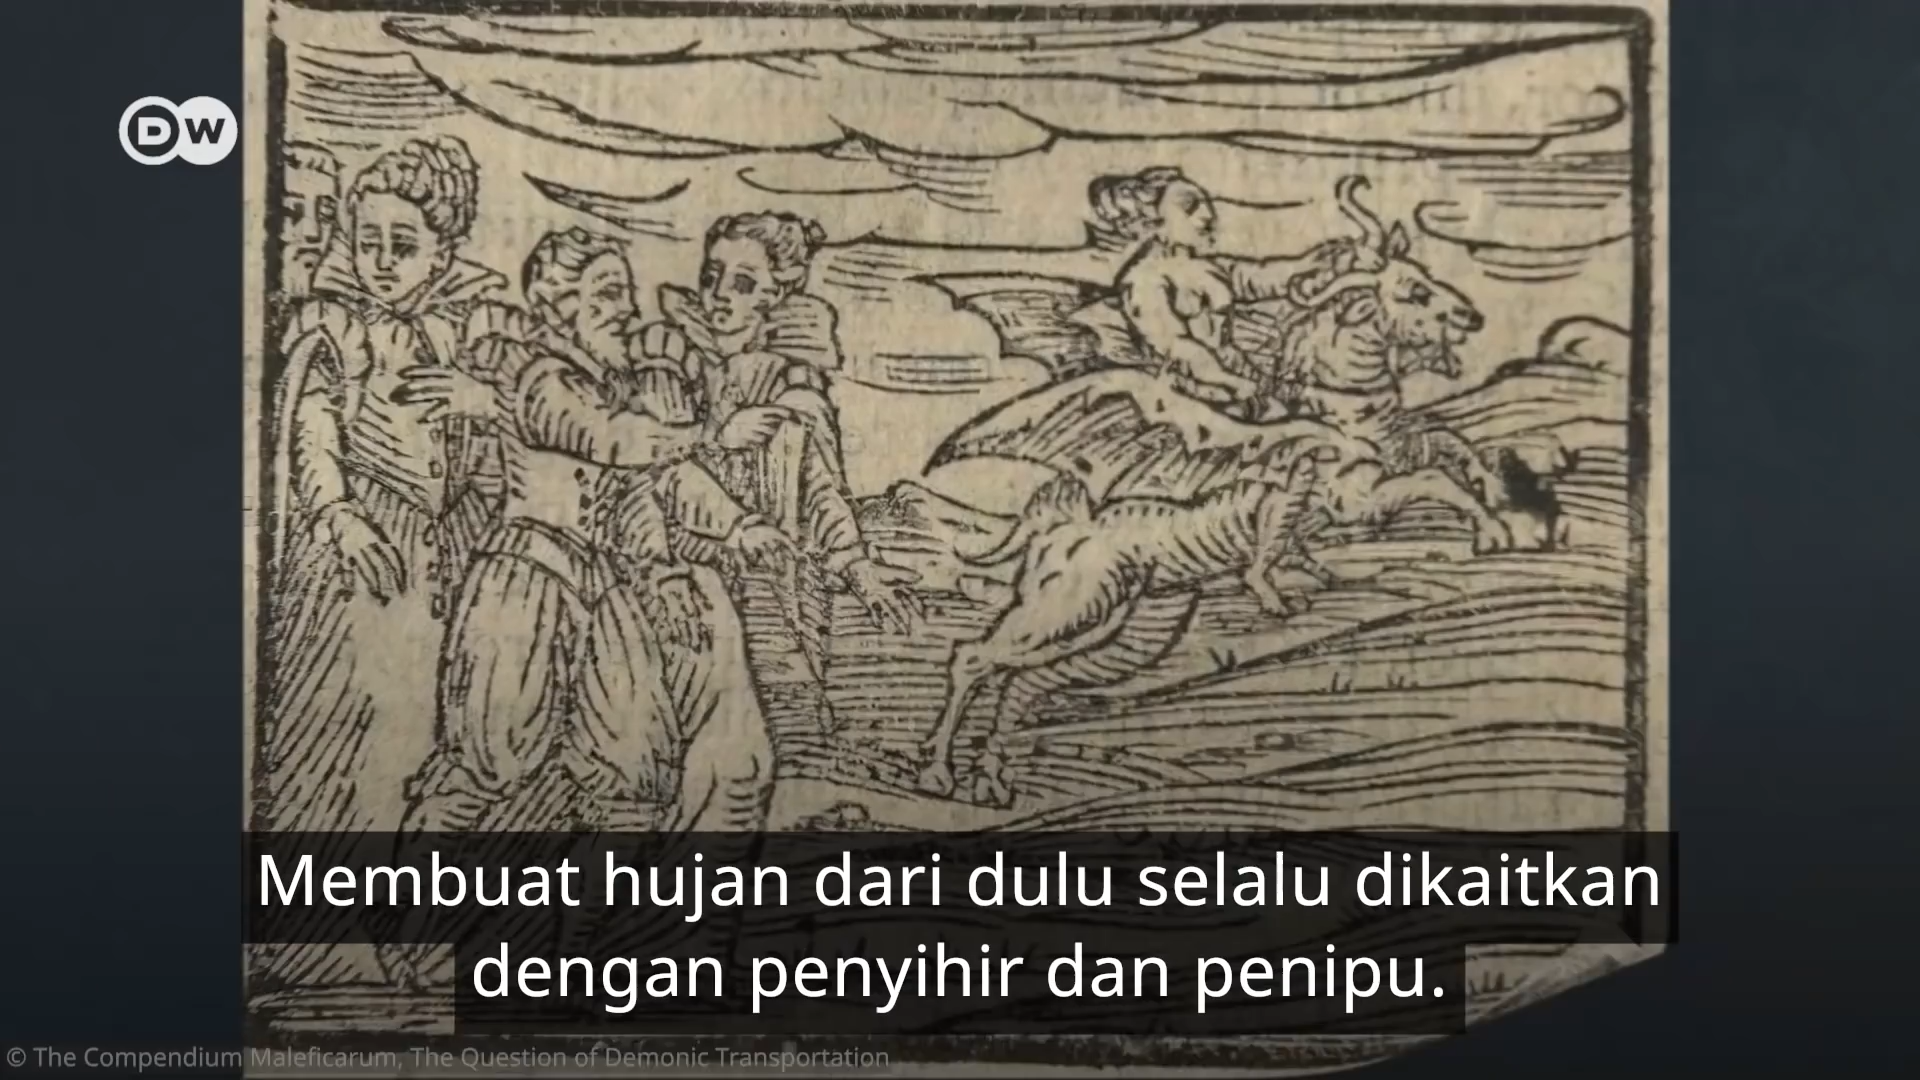 DW
Membuat hujan dari dulu selalu dikaitkan
dengan penyihir dan penipu.
© The Compendium Maleficarum, The Question of Demonic Transportation